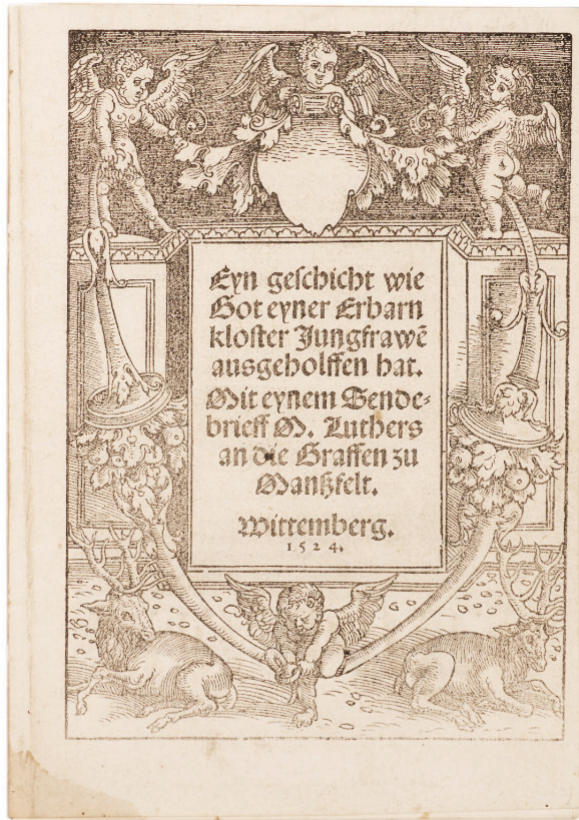 Eyn geſchicht wie
Got eyner Erbarn
kloſter Jungfrawẽ
ausgeholffen hat.
Mit eynem Sende⸗
brieff M. Luthers
an die Graffen zu
Manßfelt.
Wittemberg.
1524.